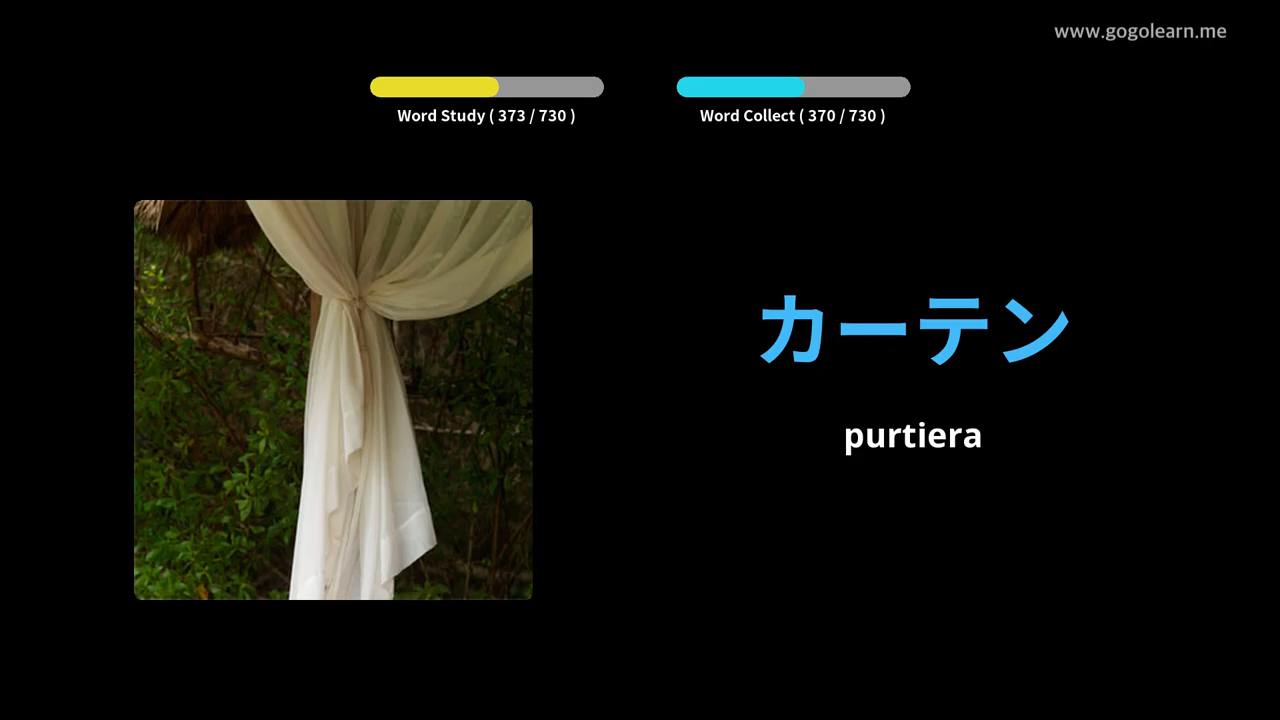 www.gogolearn.me
Word Study ( 373 / 730 )
Word Collect ( 370 / 730 )
カーテン
purtiera